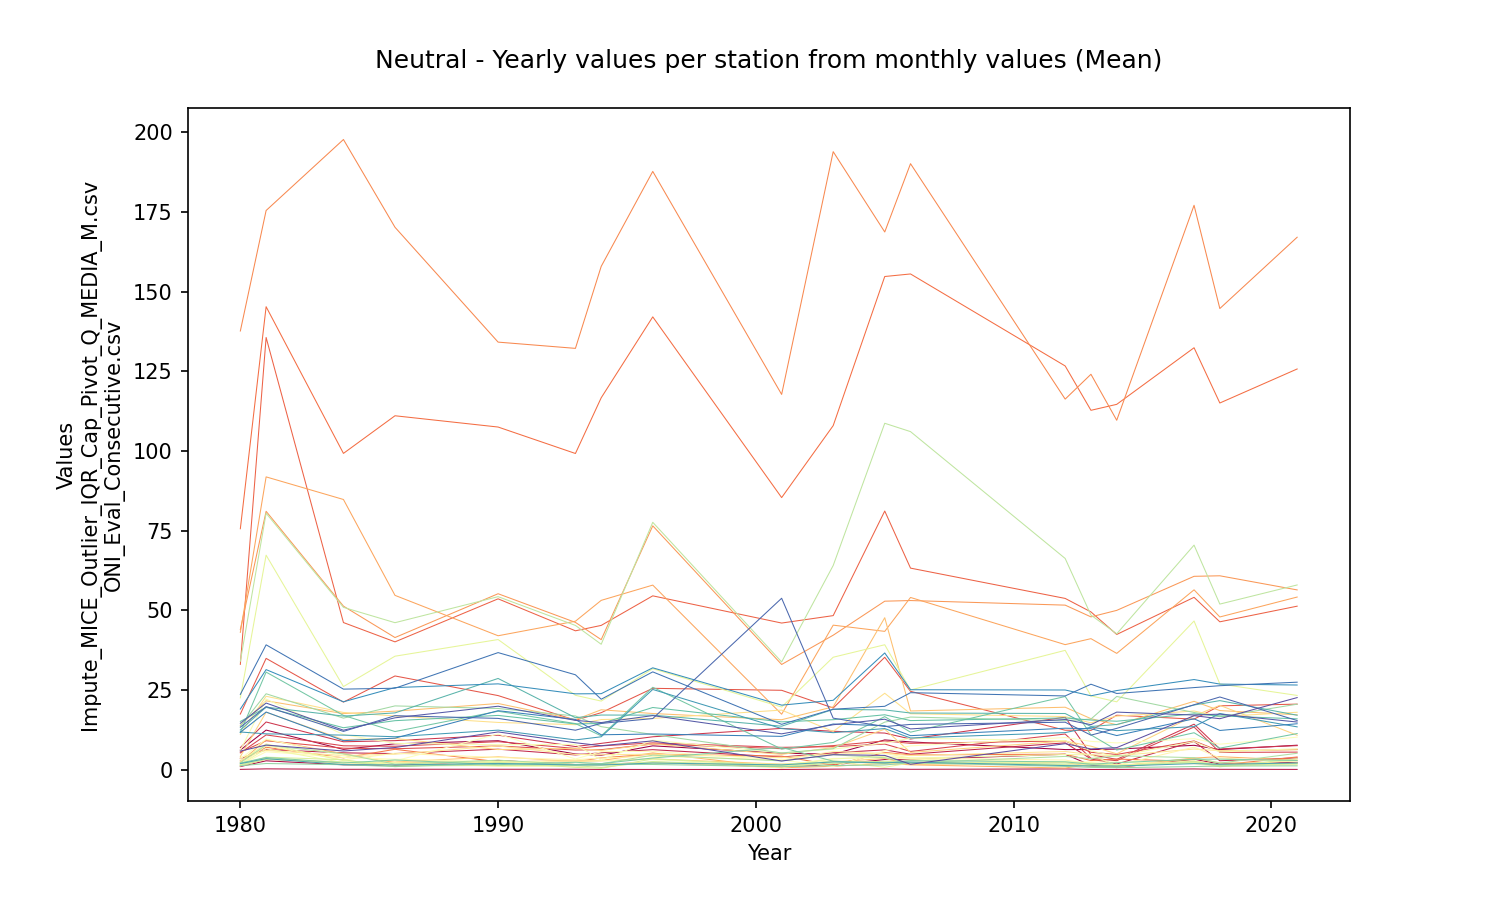 Neutral - Yearly values per station from monthly values (Mean)
Values
Impute_MICE_Outlier_IQR_Cap_Pivot_Q_MEDIA_M.csv
ONI_Eval_Consecutive.csv
200
175
150
125
100
75
50
25
0
1980
1990
2000
2010
2020
Year